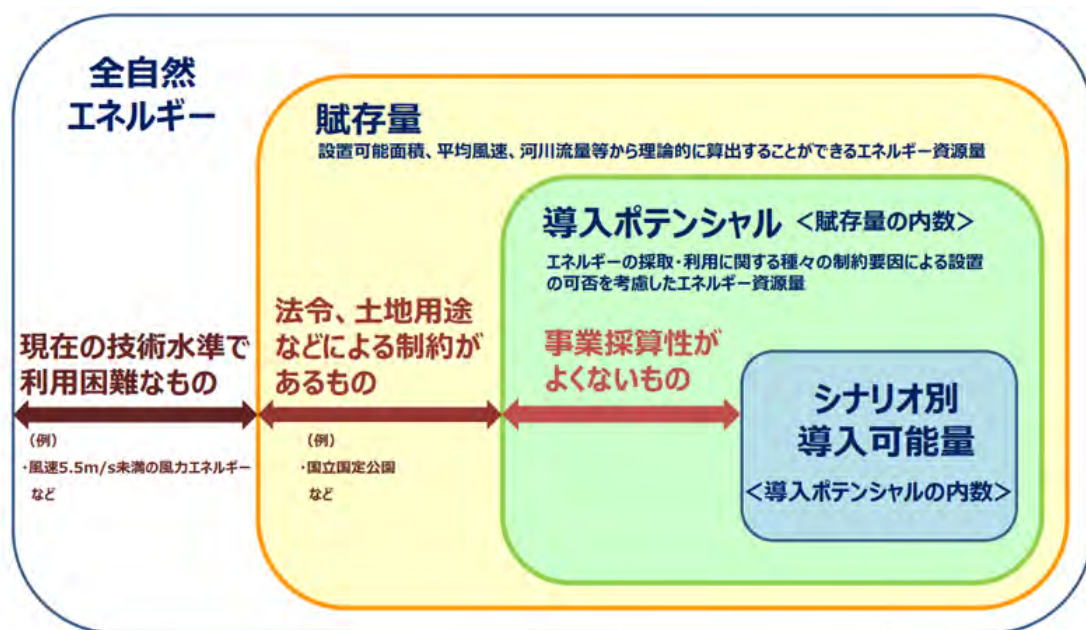 全自然
エネルギー
賦存量
設置可能面積、平均風速、河川流量等から理論的に算出することができるエネルギー資源量
導入ポテンシャル <賦存量の内数>
エネルギーの採取・利用に関する種々の制約要因による設置
の可否を考慮したエネルギー資源量
現在の技術水準で
利用困難なもの
(例)
・風速5.5m/s未満の風力エネルギー
など
法令、土地用途
などによる制約が
あるもの
(例)
・国立国定公園
など
事業採算性が
よくないもの
シナリオ別
導入可能量
<導入ポテンシャルの内数>